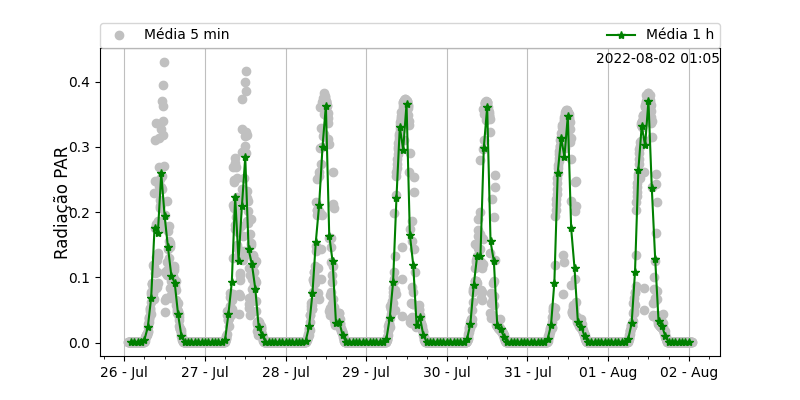 Média 5 min
Média 1 h
2022-08-02 01:05
Radiação PAR
0.4
0.3
0.2
0.1
0.0
26 - Jul
27 - Jul
28 - Jul
29 - Jul
30 - Jul
31 - Jul
01 - Aug
02 - Aug